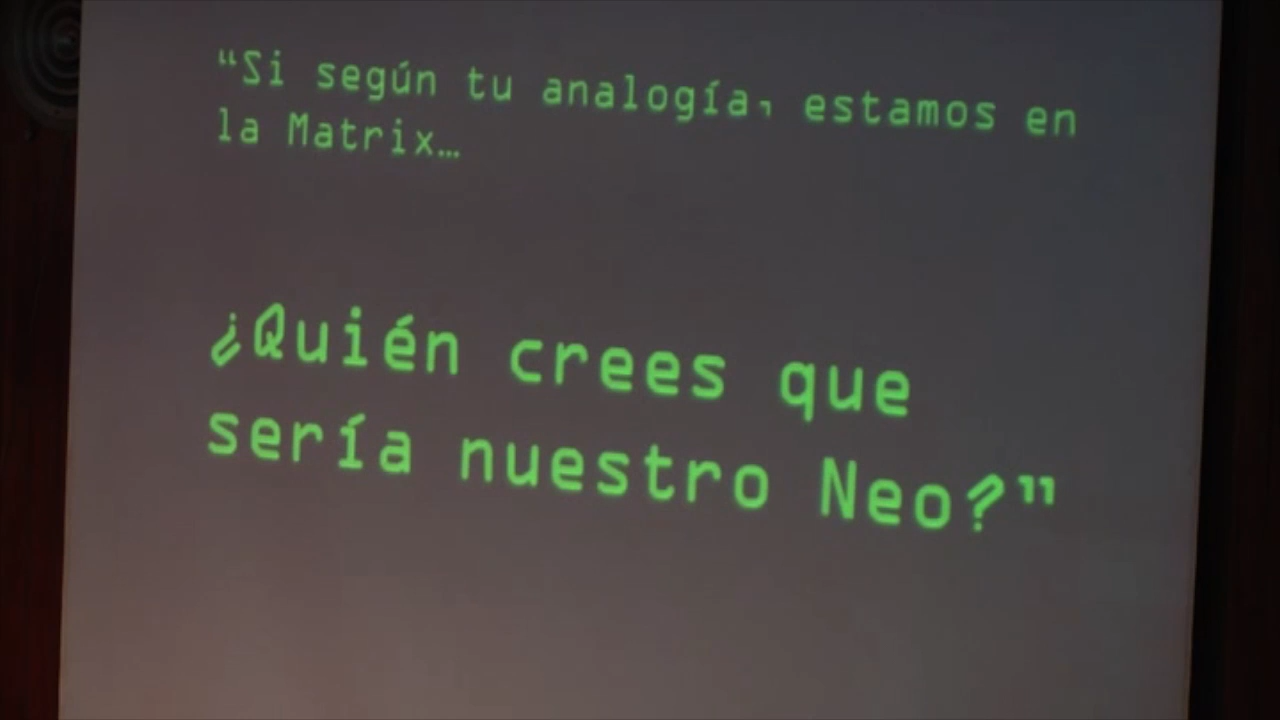 “Si según tu analogía, estamos en
la Matrix…
¿Quién crees que
sería nuestro Neo?”